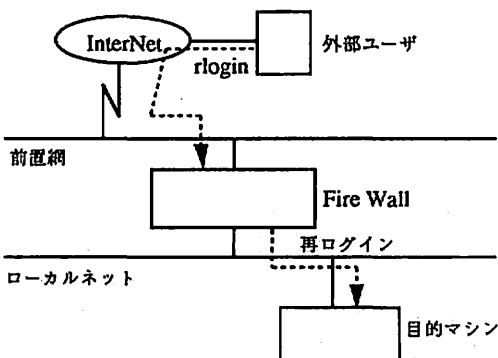 InterNet
外部ユーザ
rlogin
前置網
Fire Wall
再ログイン
ローカルネット
目的マシン